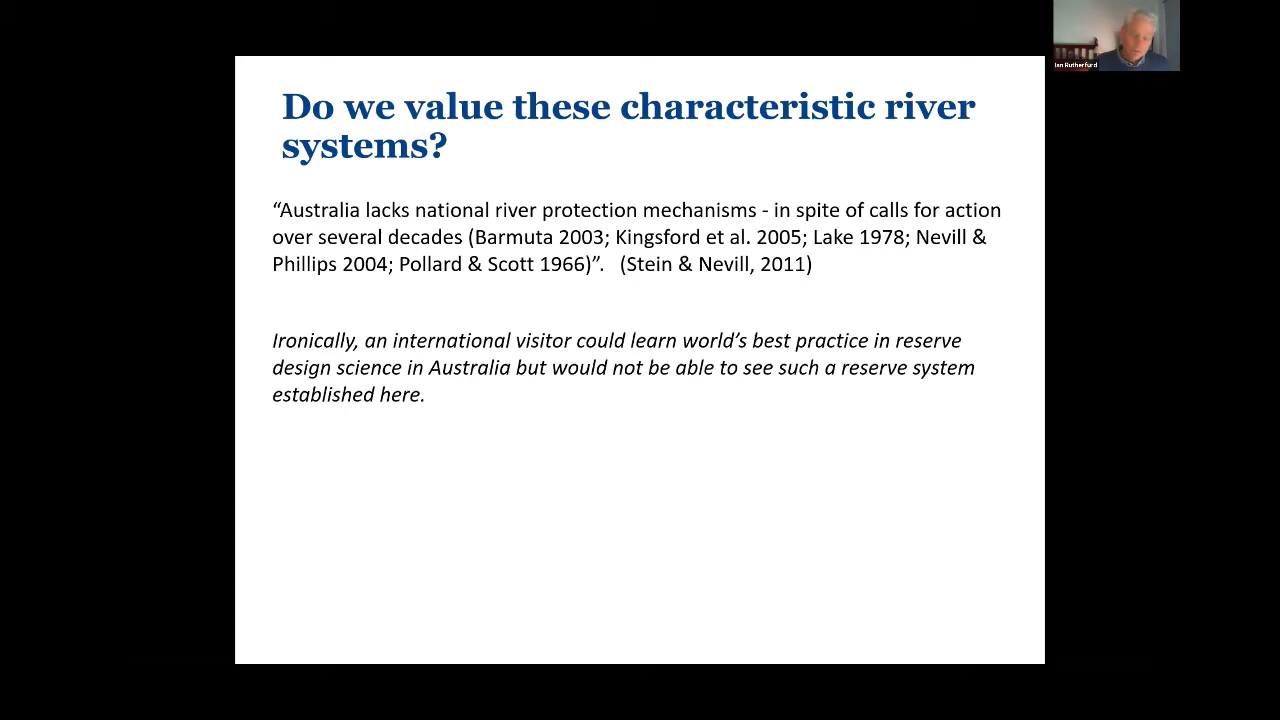 Do we value these characteristic river
systems?
“Australia lacks national river protection mechanisms - in spite of calls for action
over several decades (Barmuta 2003; Kingsford et al. 2005; Lake 1978; Nevill &
Phillips 2004; Pollard & Scott 1966)”.   (Stein & Nevill, 2011)
Ironically, an international visitor could learn world’s best practice in reserve
design science in Australia but would not be able to see such a reserve system
established here.
Ian Rutherfurd